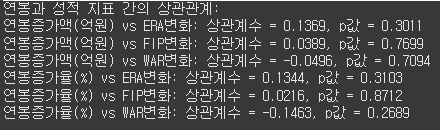 연봉과 성적 지표 간의 상관관계:
연봉증가액(억원) vs ERA변화: 상관계수 = 0.1369, p값 = 0.3011
연봉증가액(억원) vs FIP변화: 상관계수 = 0.0389, p값 = 0.7699
연봉증가액(억원) vs WAR변화: 상관계수 = -0.0496, p값 = 0.7094
연봉증가율(%) vs ERA변화: 상관계수 = 0.1344, p값 = 0.3103
연봉증가율(%) vs FIP변화: 상관계수 = 0.0216, p값 = 0.8712
연봉증가율(%) vs WAR변화: 상관계수 = -0.1463, p값 = 0.2689